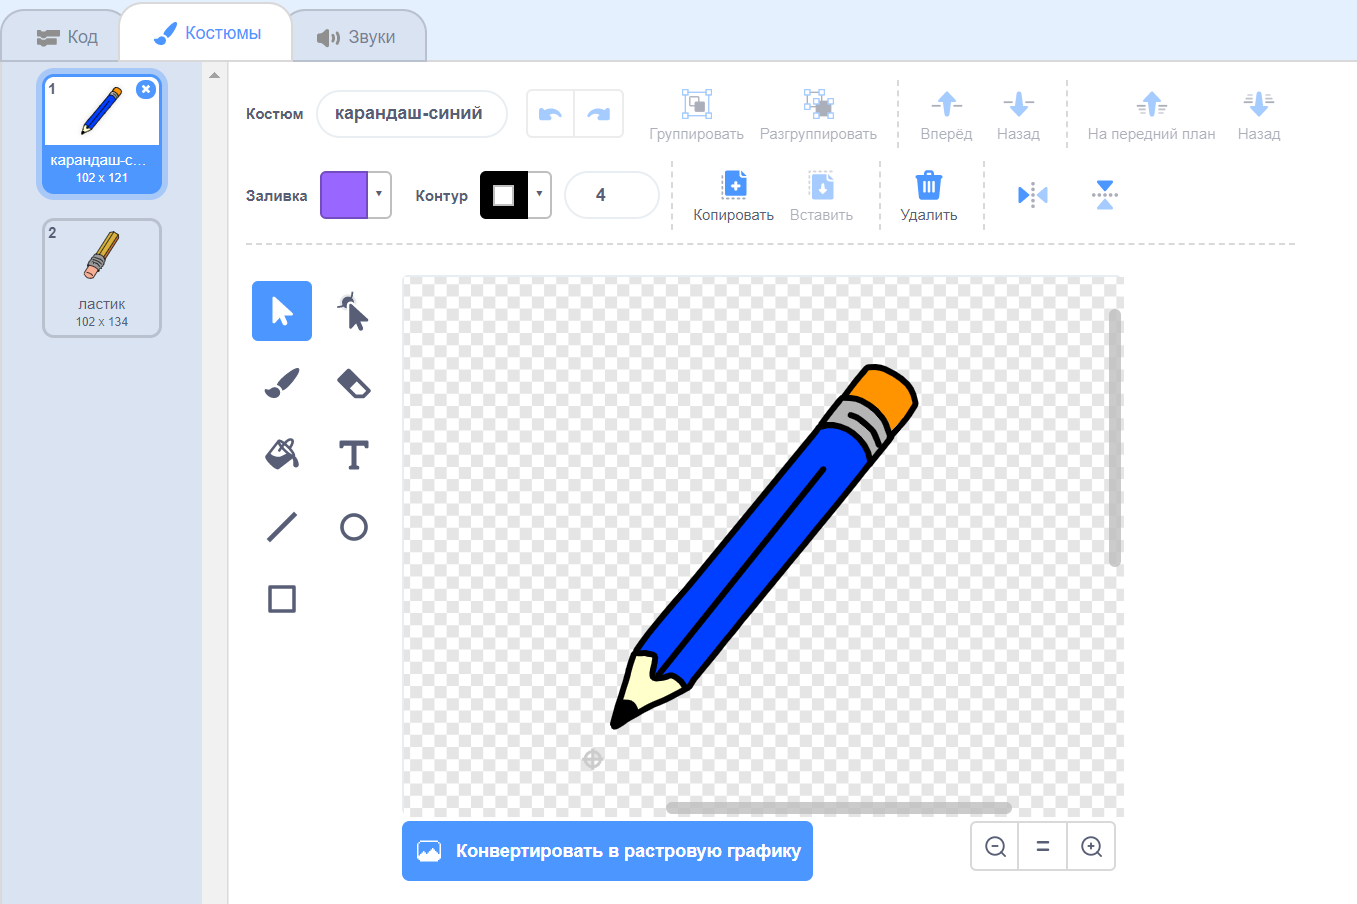 Код
Костюмы
Звуки
1
карандаш-с...
102 x 121
2
ластик
102 x 134
Костюм
карандаш-синий
Группировать
Разгруппировать
Вперёд
Назад
На передний план
Назад
Заливка
Контур
4
Копировать
Вставить
Удалить
Конвертировать в растровую графику